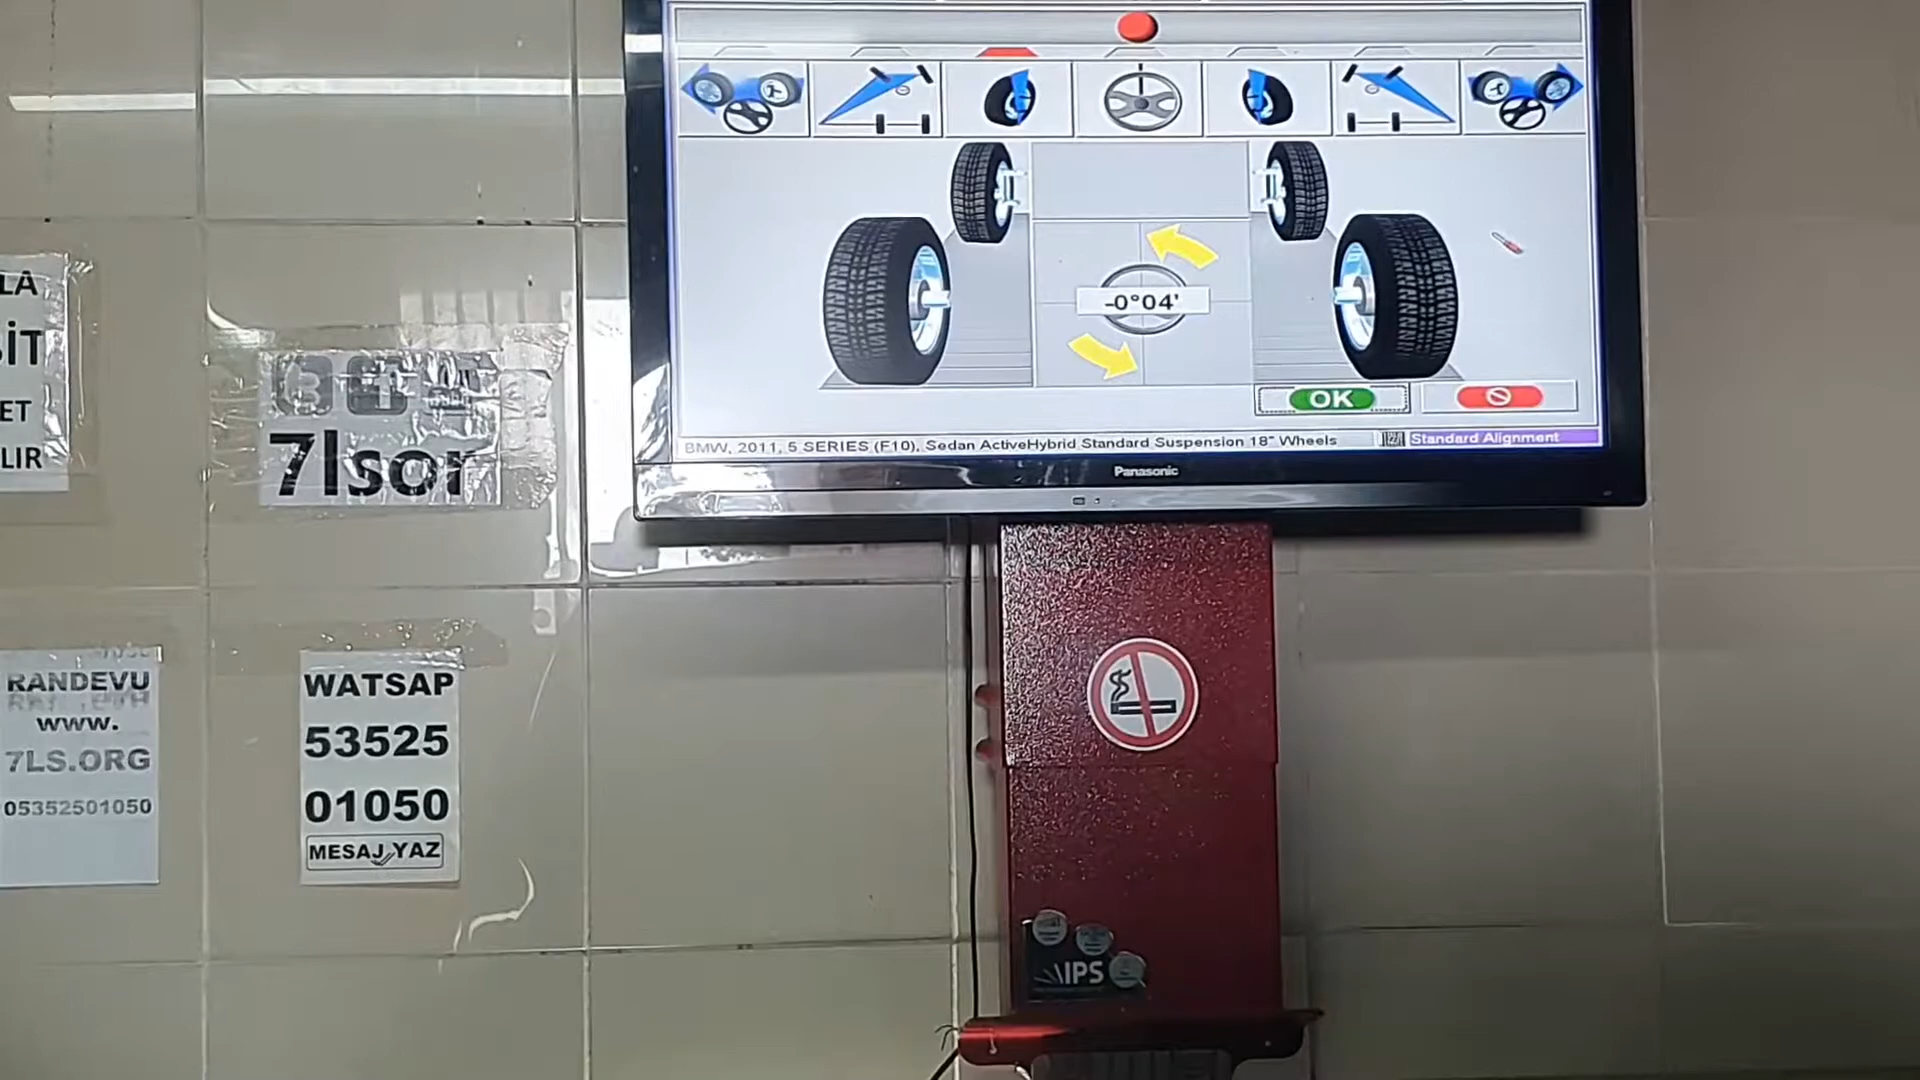 -0°04'
OK
BMW, 2011, 5 SERIES (F10), Sedan ActiveHybrid Standard Suspension 18" Wheels
Standard Alignment
Panasonic
LA
SİT
ET
LIR
7lsor
RANDEVU
www.
7LS.ORG
05352501050
WATSAP
53525
01050
MESAJ YAZ
IPS